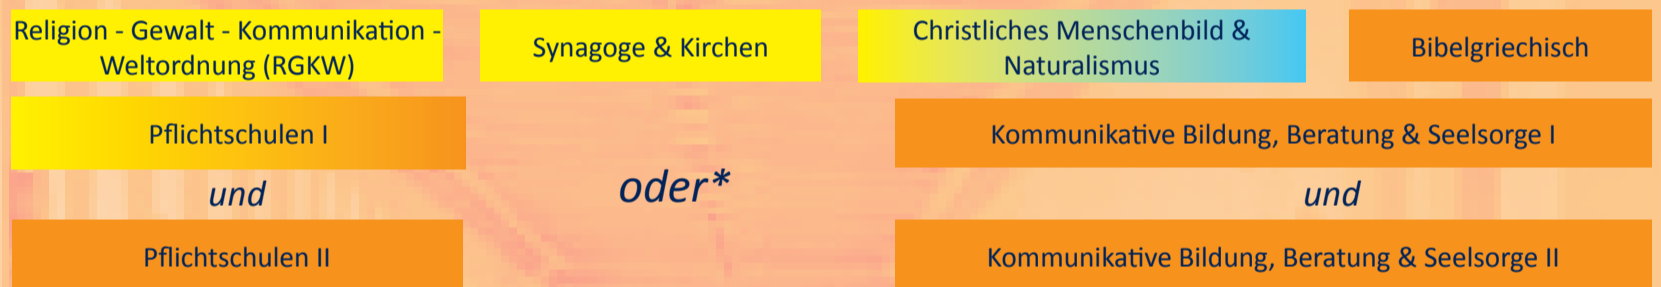 Religion - Gewalt - Kommunikation -
Weltordnung (RGKW)
Synagoge & Kirchen
Christliches Menschenbild &
Naturalismus
Bibelgriechisch
Pflichtschulen I
und
Pflichtschulen II
oder*
Kommunikative Bildung, Beratung & Seelsorge I
und
Kommunikative Bildung, Beratung & Seelsorge II